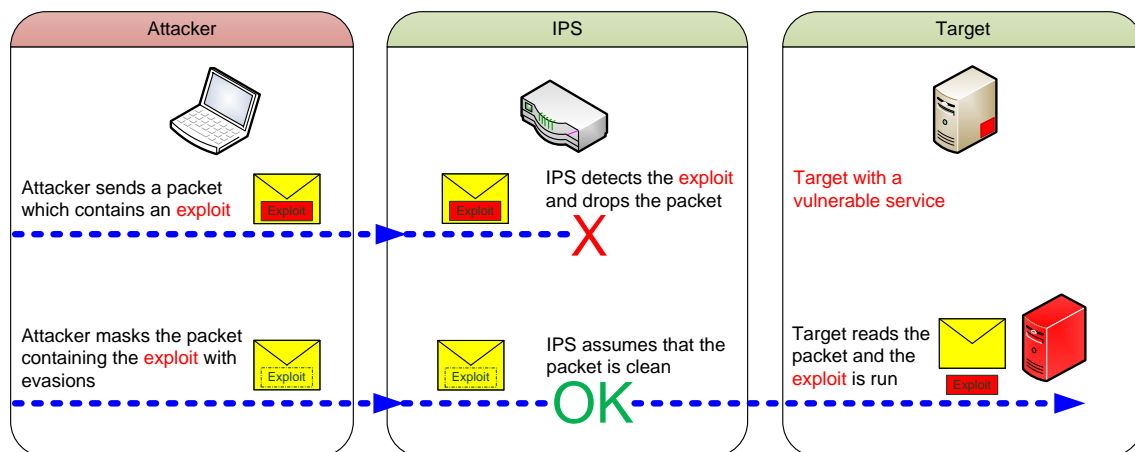 Attacker
IPS
Target
Attacker sends a packet
which contains an exploit
Exploit
Exploit
IPS detects the exploit
and drops the packet
X
Target with a
vulnerable service
Attacker masks the packet
containing the exploit with
evasions
Exploit
Exploit
IPS assumes that the
packet is clean
OK
Target reads the
packet and the
exploit is run
Exploit